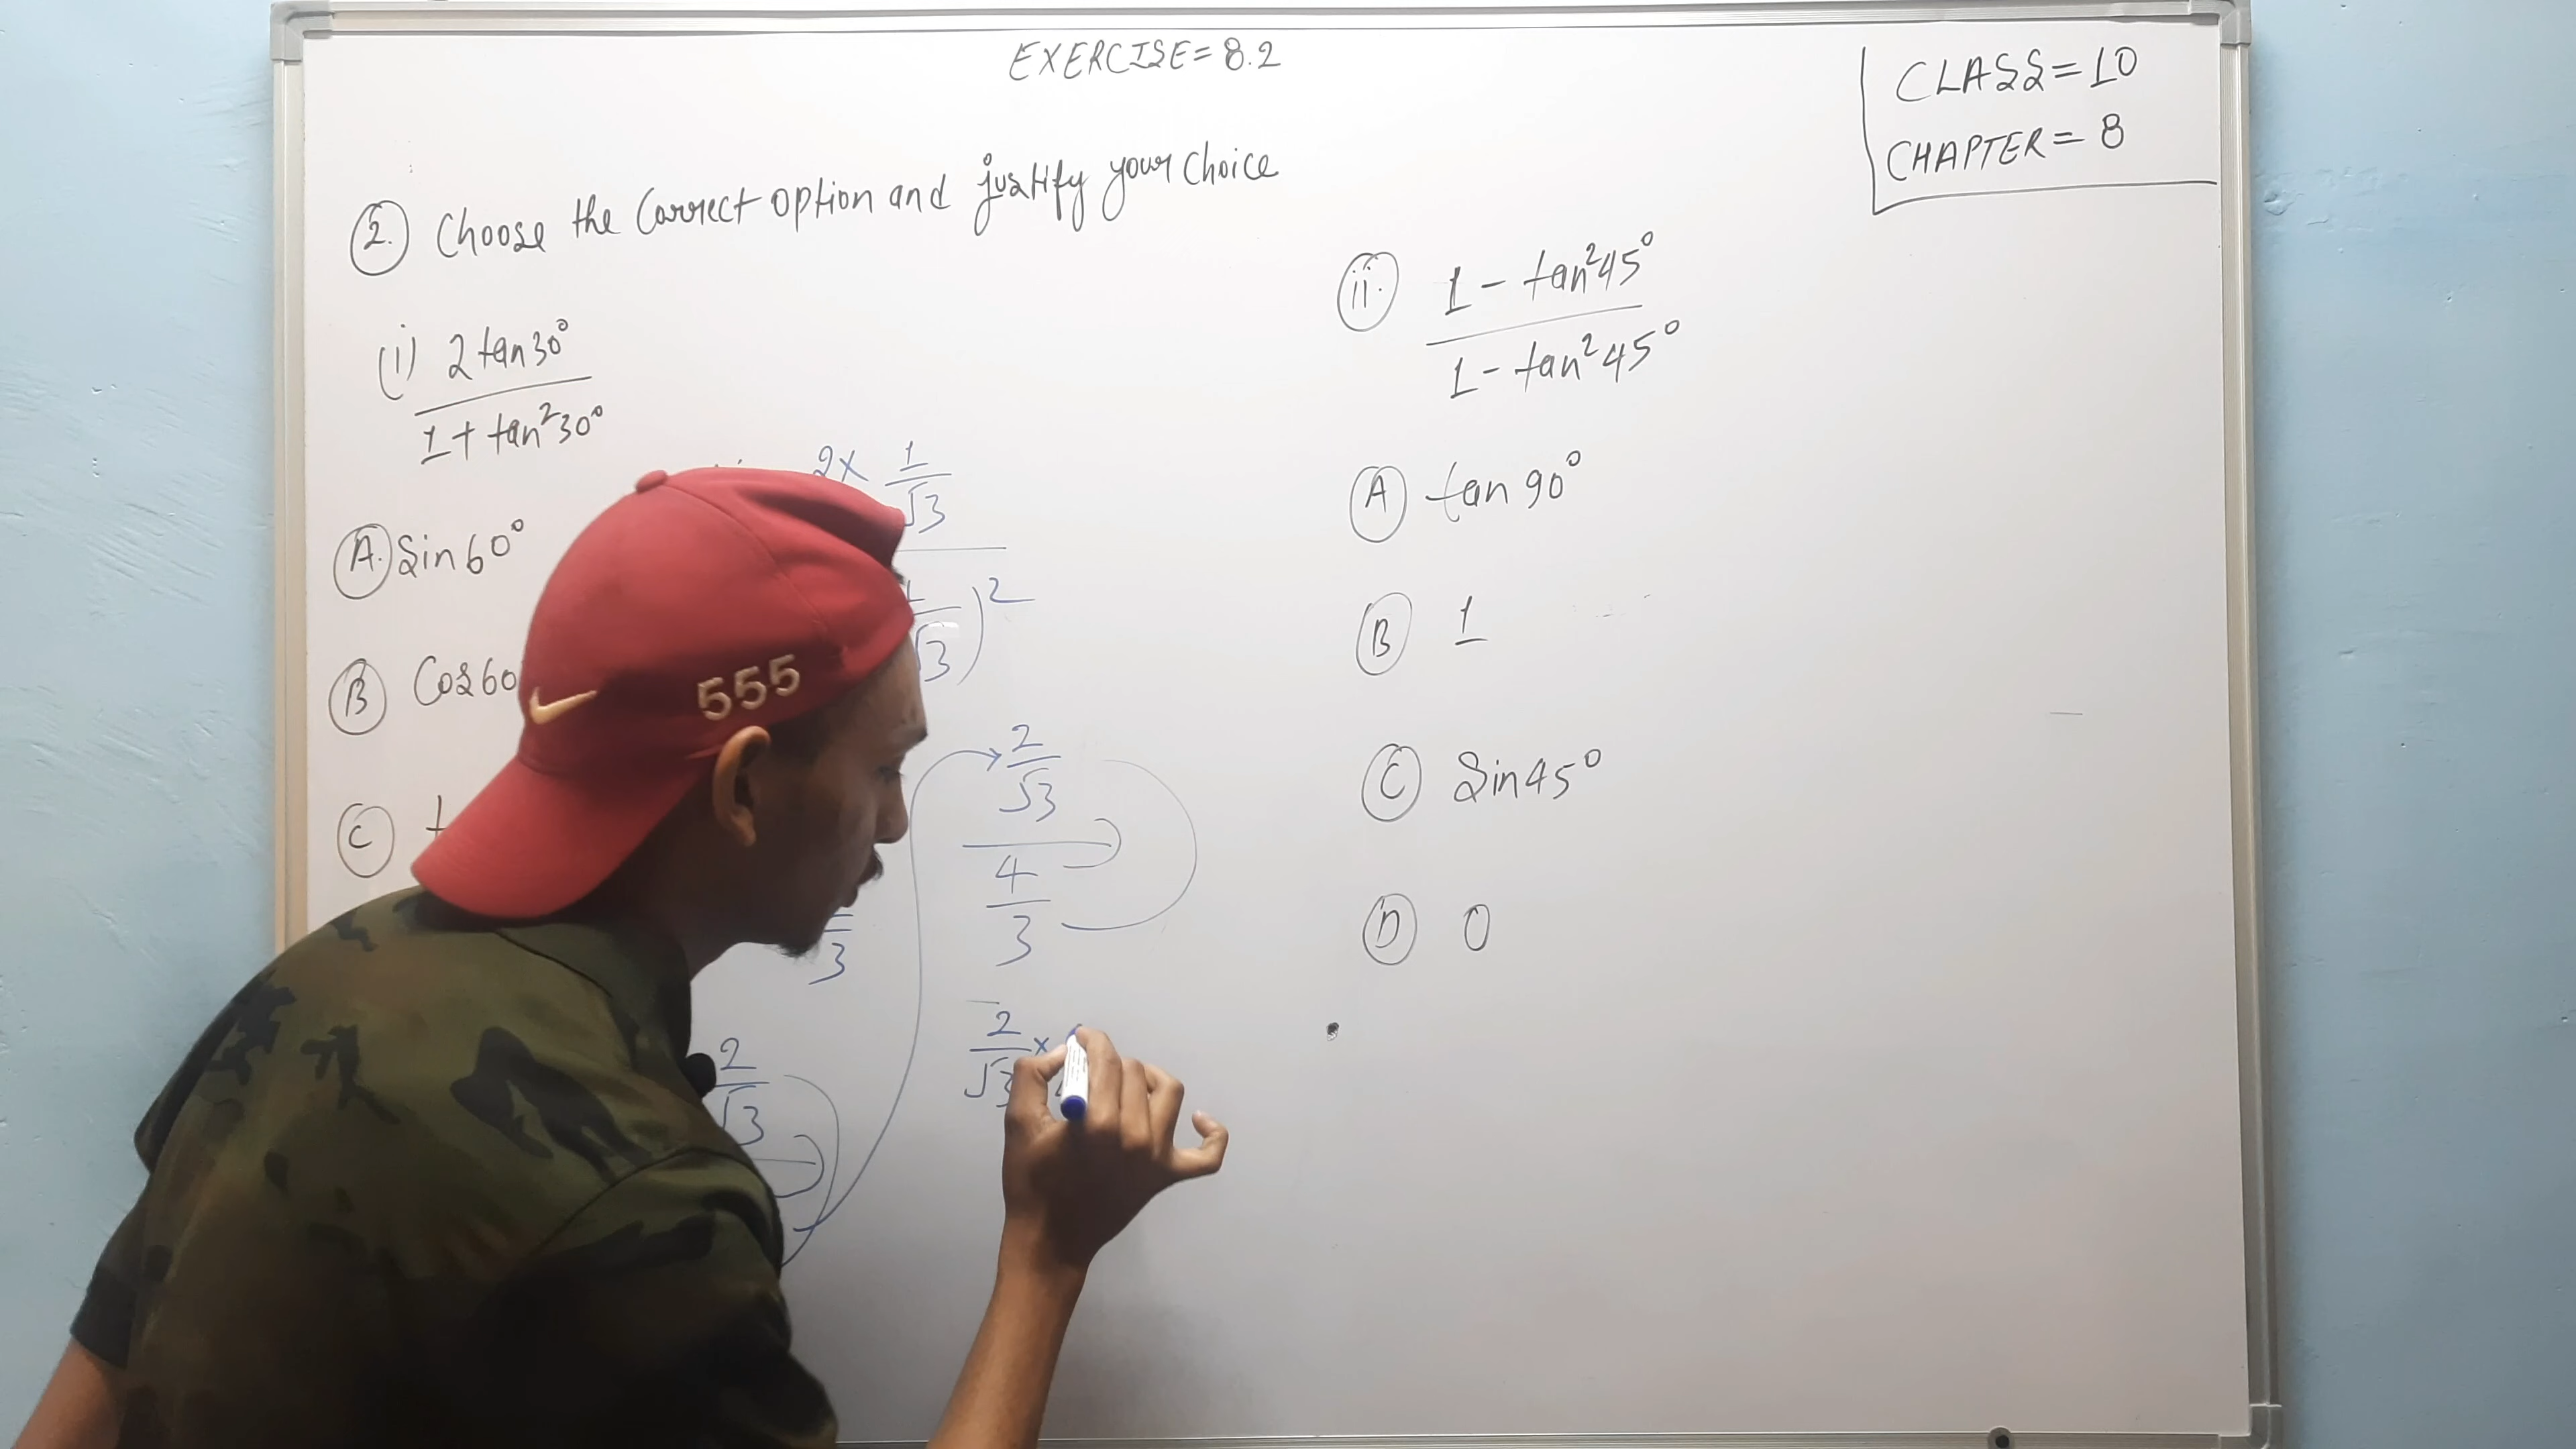 EXERCISE = 8.2
CLASS = 10
CHAPTER = 8
2. Choose the Correct option and justify your Choice
(i) 2 tan 30°
1 + tan² 30°
A. Sin 60°
B Cos 60
C
2 × 1
√3
1
√3 )²
2
√3
4
3
3
2
√3
2
√3 ×
555
ii. 1 - tan² 45°
1 - tan² 45°
A tan 90°
B 1
C Sin 45°
D 0